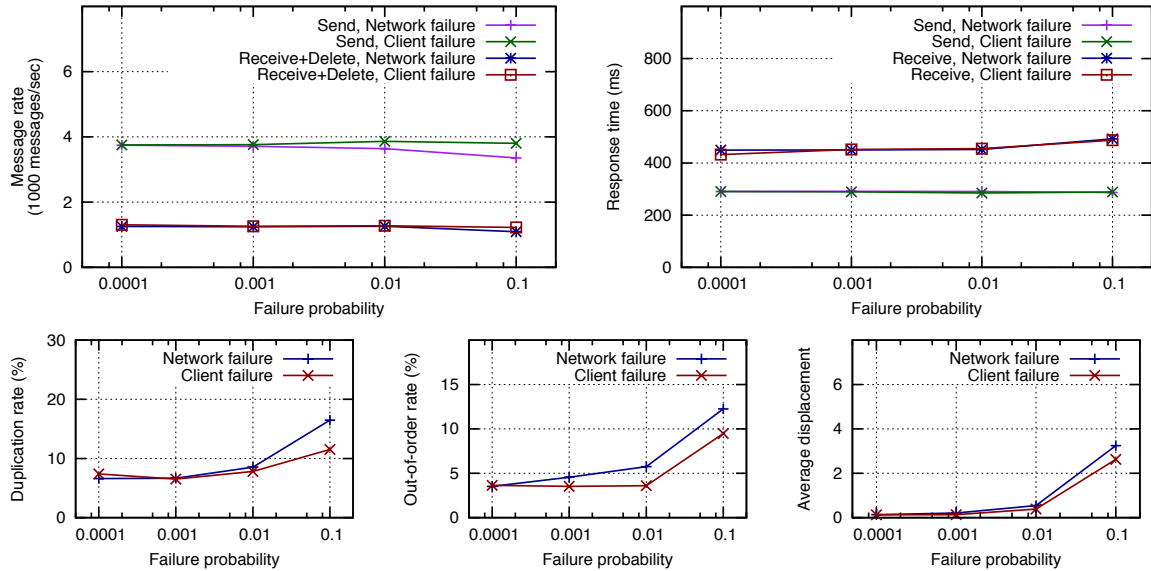 Message rate
(1000 messages/sec)
6
4
2
0
Send, Network failure
Send, Client failure
Receive+Delete, Network failure
Receive+Delete, Client failure
0.0001 0.001 0.01 0.1
Failure probability
Response time (ms)
800
600
400
200
0
Send, Network failure
Send, Client failure
Receive, Network failure
Receive, Client failure
0.0001 0.001 0.01 0.1
Failure probability
Duplication rate (%)
30
20
10
0
Network failure
Client failure
0.0001 0.001 0.01 0.1
Failure probability
Out-of-order rate (%)
15
10
5
0
Network failure
Client failure
0.0001 0.001 0.01 0.1
Failure probability
Average displacement
6
4
2
0
Network failure
Client failure
0.0001 0.001 0.01 0.1
Failure probability